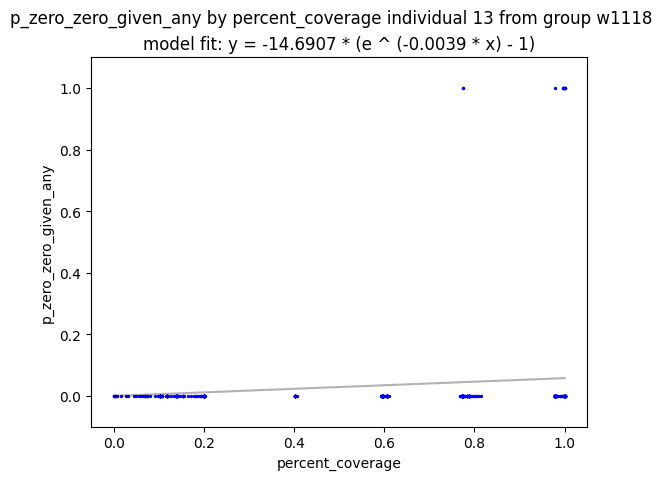 p_zero_zero_given_any by percent_coverage individual 13 from group w1118
model fit: y = -14.6907 * (e ^ (-0.0039 * x) - 1)
1.0
0.8
0.6
0.4
0.2
0.0
p_zero_zero_given_any
0.0 0.2 0.4 0.6 0.8 1.0
percent_coverage